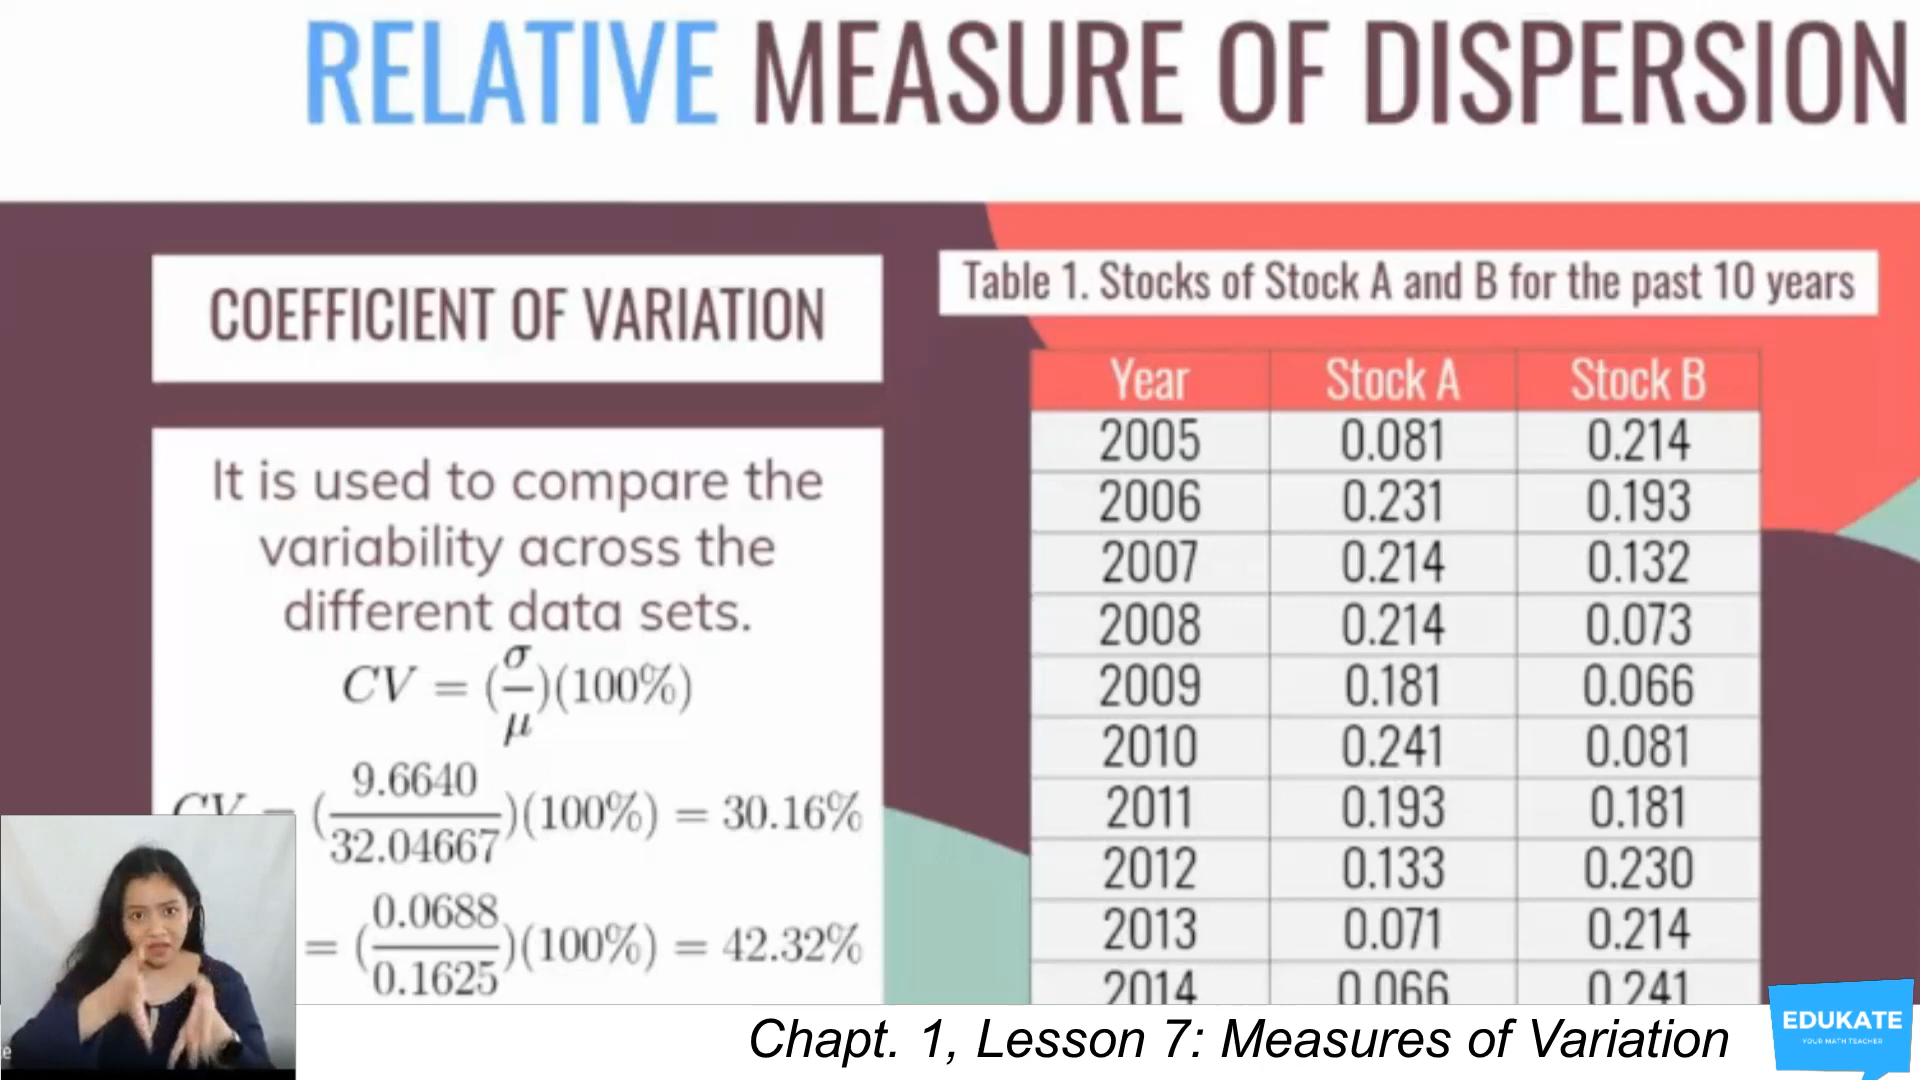 RELATIVE MEASURE OF DISPERSION
COEFFICIENT OF VARIATION
It is used to compare the
variability across the
different data sets.
CV = (σ/μ)(100%)
CV = (9.6640/32.04667)(100%) = 30.16%
= (0.0688/0.1625)(100%) = 42.32%
Table 1. Stocks of Stock A and B for the past 10 years
Year Stock A Stock B
2005 0.081 0.214
2006 0.231 0.193
2007 0.214 0.132
2008 0.214 0.073
2009 0.181 0.066
2010 0.241 0.081
2011 0.193 0.181
2012 0.133 0.230
2013 0.071 0.214
2014 0.066 0.241
e
Chapt. 1, Lesson 7: Measures of Variation
EDUKATE
YOUR MATH TEACHER